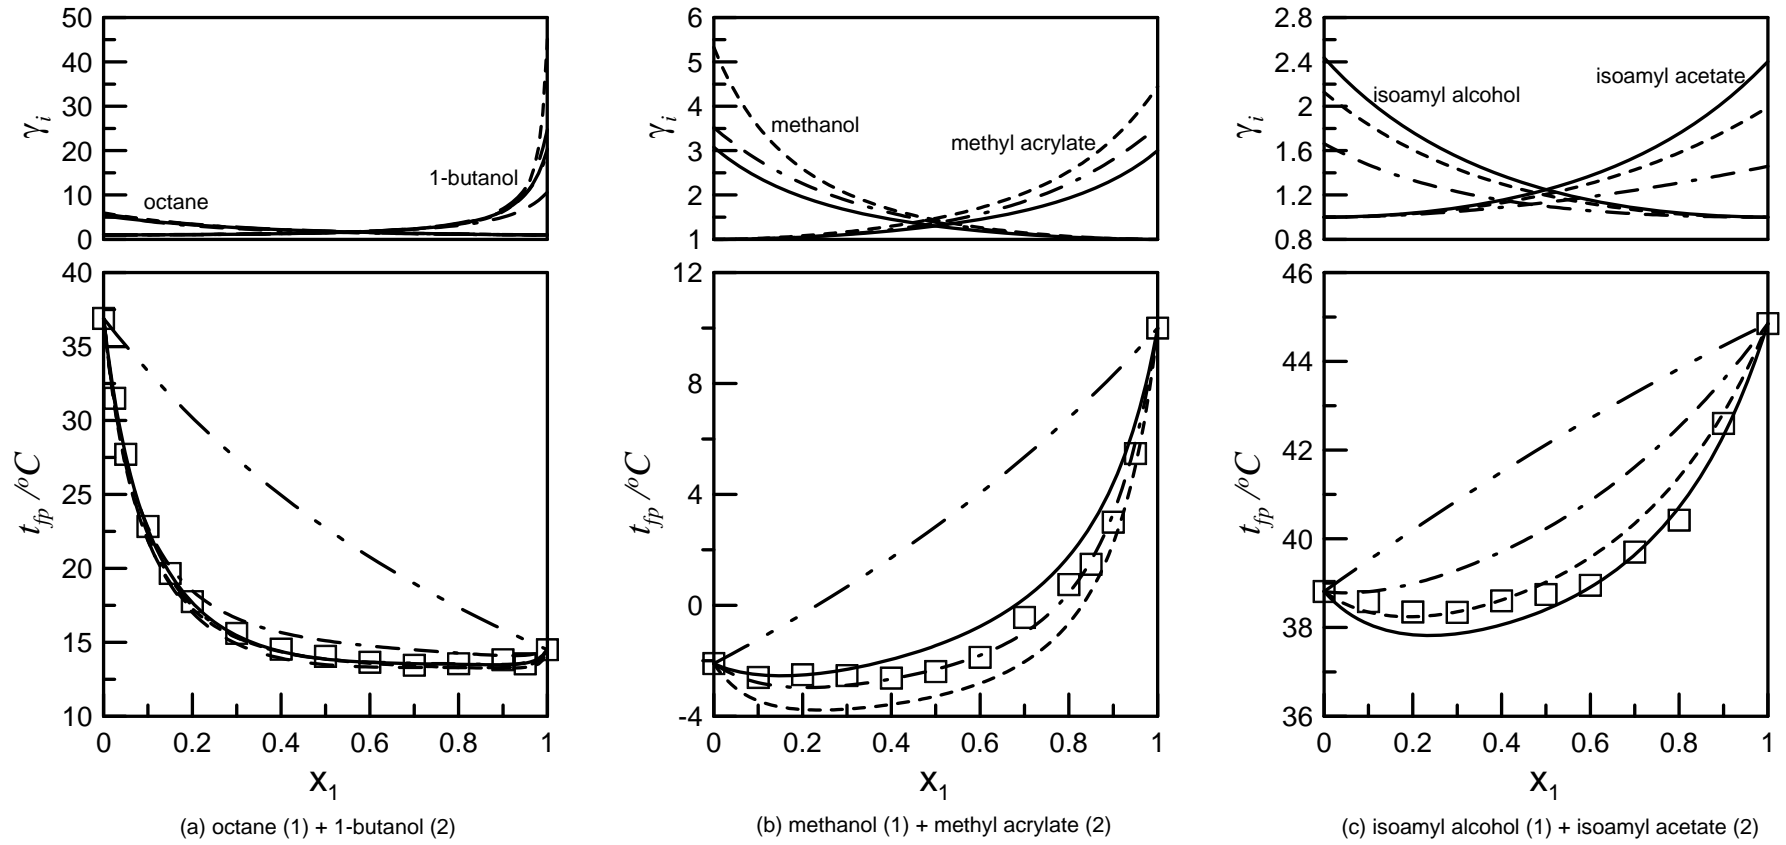 50
40
30
20
10
0
γi
octane
1-butanol
6
5
4
3
2
1
γi
methanol
methyl acrylate
2.8
2.4
2
1.6
1.2
0.8
γi
isoamyl alcohol
isoamyl acetate
40
35
30
25
20
15
10
tfp /°C
0 0.2 0.4 0.6 0.8 1
x1
(a) octane (1) + 1-butanol (2)
12
8
4
0
-4
tfp /°C
0 0.2 0.4 0.6 0.8 1
x1
(b) methanol (1) + methyl acrylate (2)
46
44
42
40
38
36
tfp /°C
0 0.2 0.4 0.6 0.8 1
x1
(c) isoamyl alcohol (1) + isoamyl acetate (2)